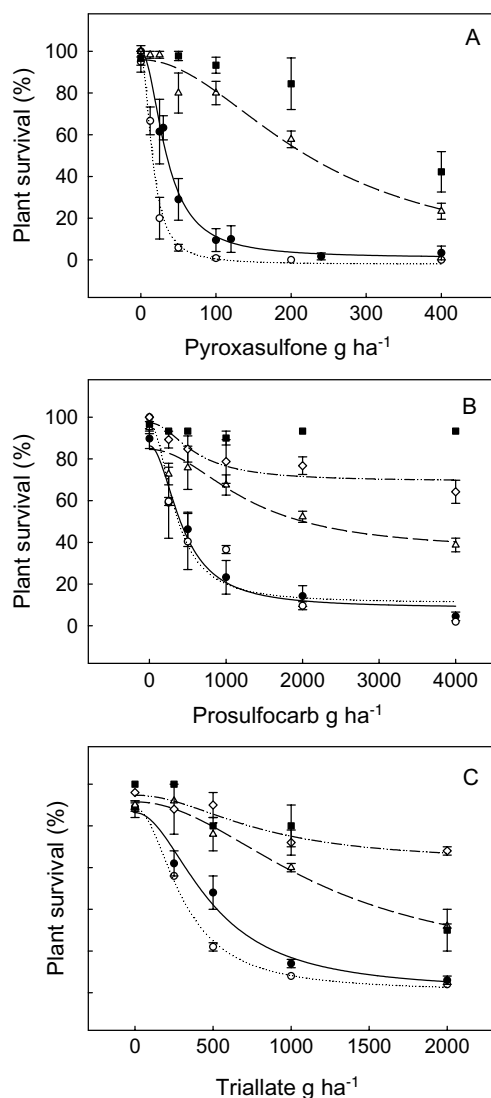 A
Plant survival (%)
100
80
60
40
20
0
0 100 200 300 400
Pyroxasulfone g ha-1
B
Plant survival (%)
100
80
60
40
20
0
0 1000 2000 3000 4000
Prosulfocarb g ha-1
C
Plant survival (%)
0 500 1000 1500 2000
Triallate g ha-1